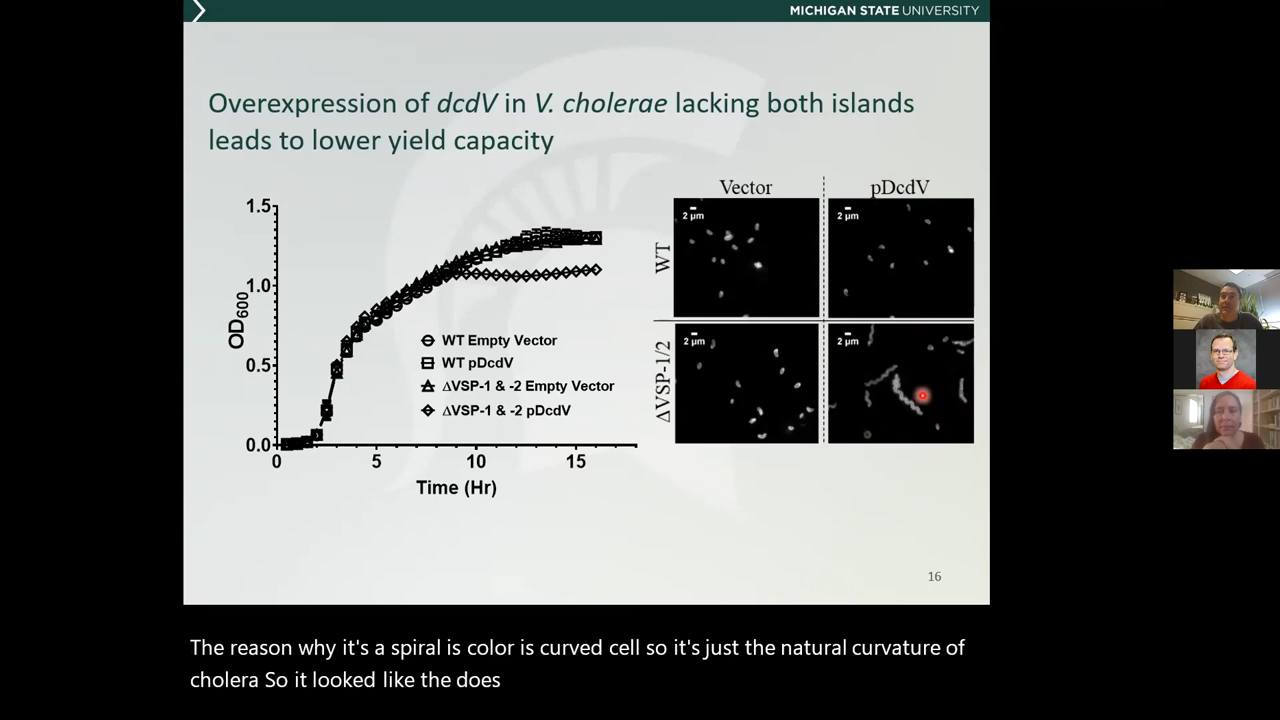 MICHIGAN STATE UNIVERSITY
Overexpression of dcdV in V. cholerae lacking both islands
leads to lower yield capacity
1.5
1.0
0.5
0.0
OD600
0
5
10
15
Time (Hr)
WT Empty Vector
WT pDcdV
ΔVSP-1 & -2 Empty Vector
ΔVSP-1 & -2 pDcdV
Vector
pDcdV
WT
2 µm
2 µm
ΔVSP-1/2
2 µm
2 µm
16
The reason why it's a spiral is color is curved cell so it's just the natural curvature of
cholera So it looked like the does